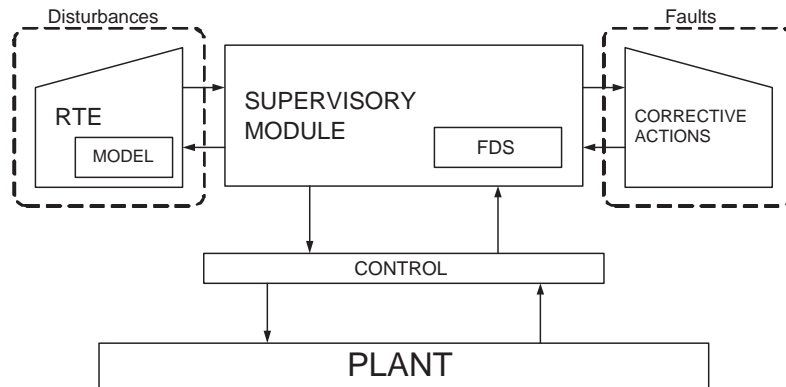 Disturbances
Faults
RTE
MODEL
SUPERVISORY
MODULE
FDS
CORRECTIVE
ACTIONS
CONTROL
PLANT